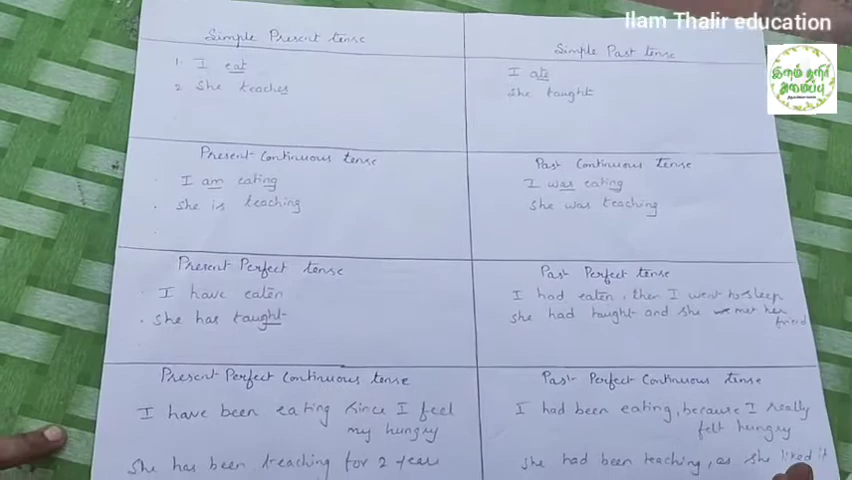 Ilam Thalir education
இளம் தளிர்
அமைப்பு
Simple Present tense
1. I eat
2 She teaches
Simple Past tense
I ate
She taught
Present Continuous tense
I am eating
She is teaching
Past Continuous tense
I was eating
She was teaching
Present Perfect tense
I have eaten
She has taught
Past Perfect tense
I had eaten, then I went to sleep
She had taught and she met her
friend
Present Perfect Continuous tense
I have been eating since I feel
my hungry
She has been teaching for 2 year
Past Perfect Continuous tense
I had been eating, because I really
felt hungry
She had been teaching, as she liked it